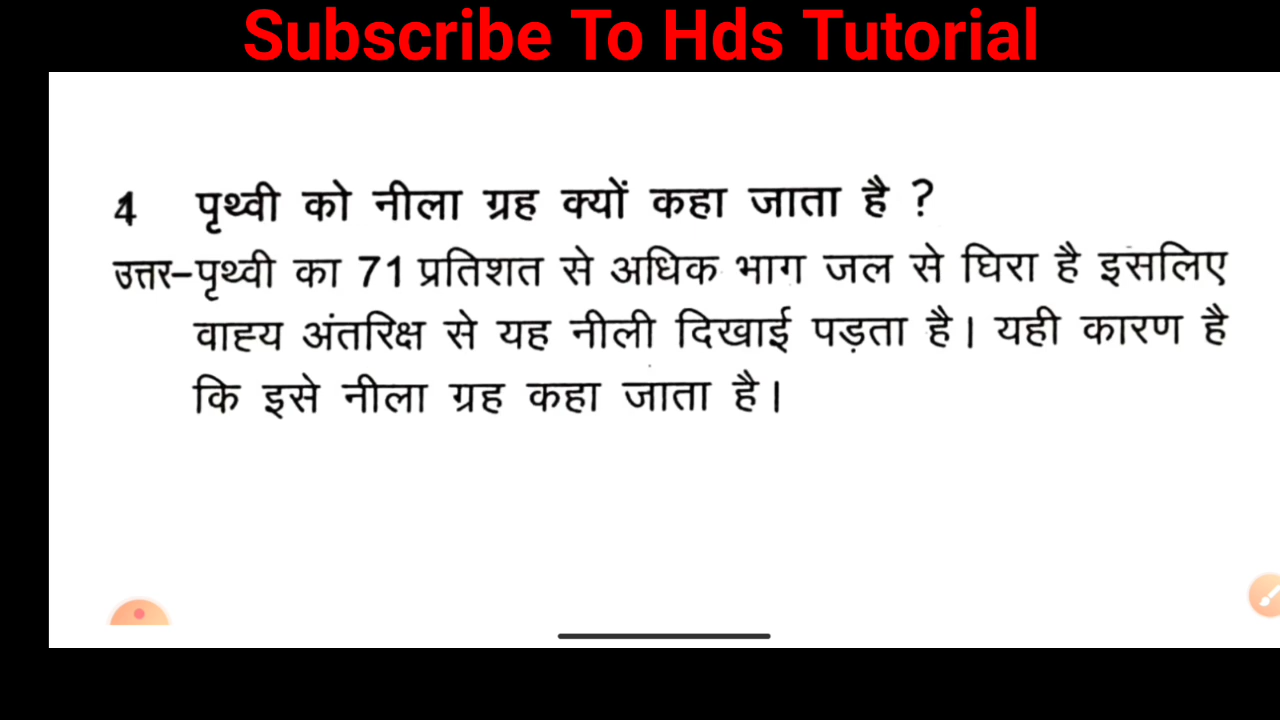 Subscribe To Hds Tutorial
4 पृथ्वी को नीला ग्रह क्यों कहा जाता है ?
उत्तर–पृथ्वी का 71 प्रतिशत से अधिक भाग जल से घिरा है इसलिए
वाह्य अंतरिक्ष से यह नीली दिखाई पड़ता है। यही कारण है
कि इसे नीला ग्रह कहा जाता है।